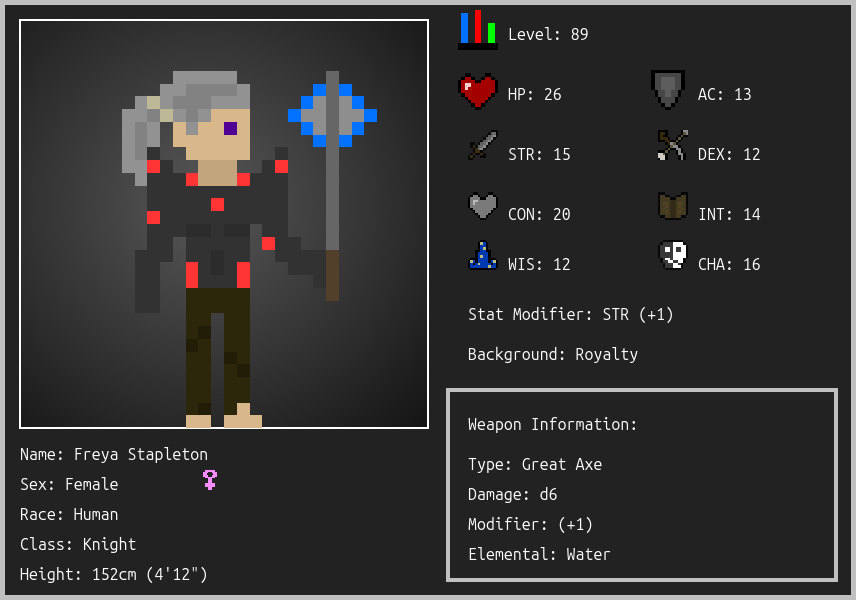 Level: 89
HP: 26
AC: 13
STR: 15
DEX: 12
CON: 20
INT: 14
WIS: 12
CHA: 16
Stat Modifier: STR (+1)
Background: Royalty
Weapon Information:
Type: Great Axe
Damage: d6
Modifier: (+1)
Elemental: Water
Name: Freya Stapleton
Sex: Female
Race: Human
Class: Knight
Height: 152cm (4'12")